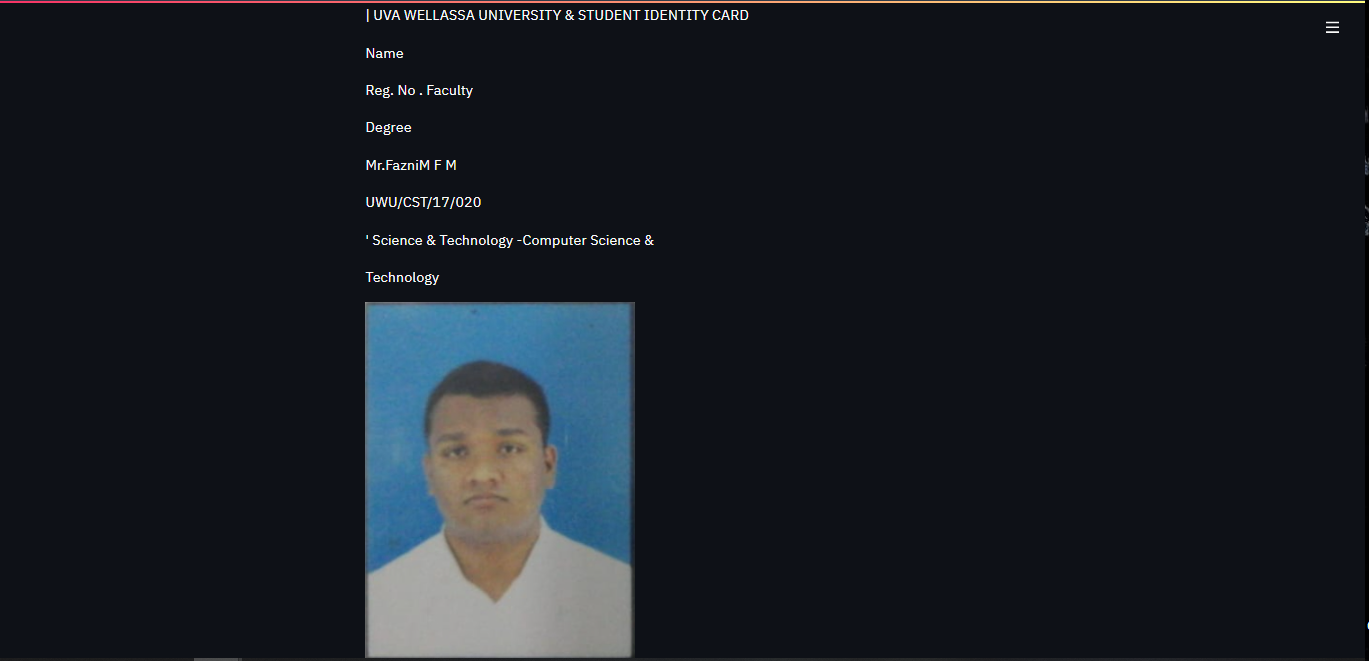 | UVA WELLASSA UNIVERSITY & STUDENT IDENTITY CARD
Name
Reg. No . Faculty
Degree
Mr.FazniM F M
UWU/CST/17/020
' Science & Technology -Computer Science &
Technology